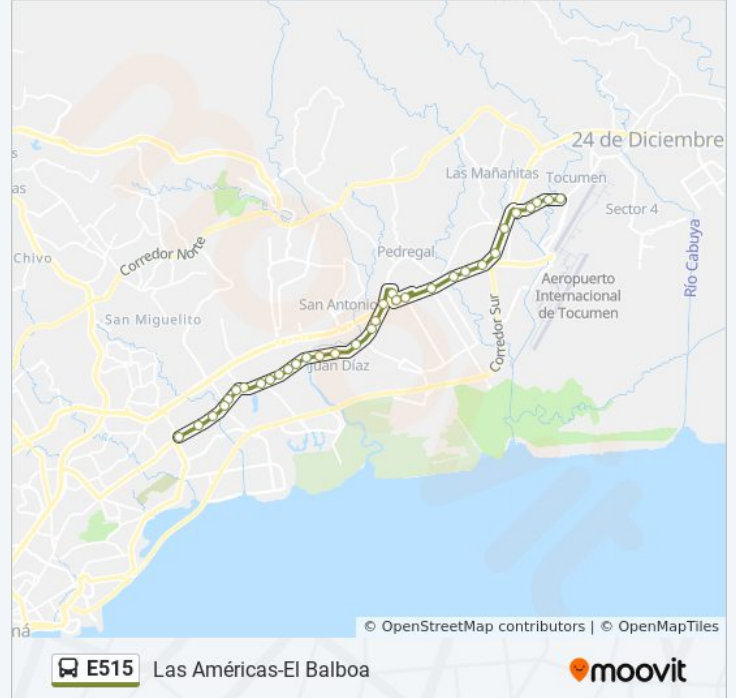 24 de Diciembre
Las Mañanitas
Tocumen
Sector 4
Corredor Norte
Pedregal
Chivo
Río Cabuya
Aeropuerto
Internacional
de Tocumen
San Antonio
San Miguelito
Corredor Sur
Juan Díaz
© OpenStreetMap contributors | © OpenMapTiles
E515 Las Américas-El Balboa
moovit